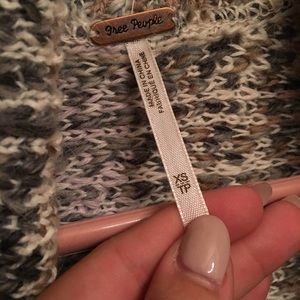 Free People
MADE IN CHINA
FABRIQUÉ EN CHINE
XS
TP